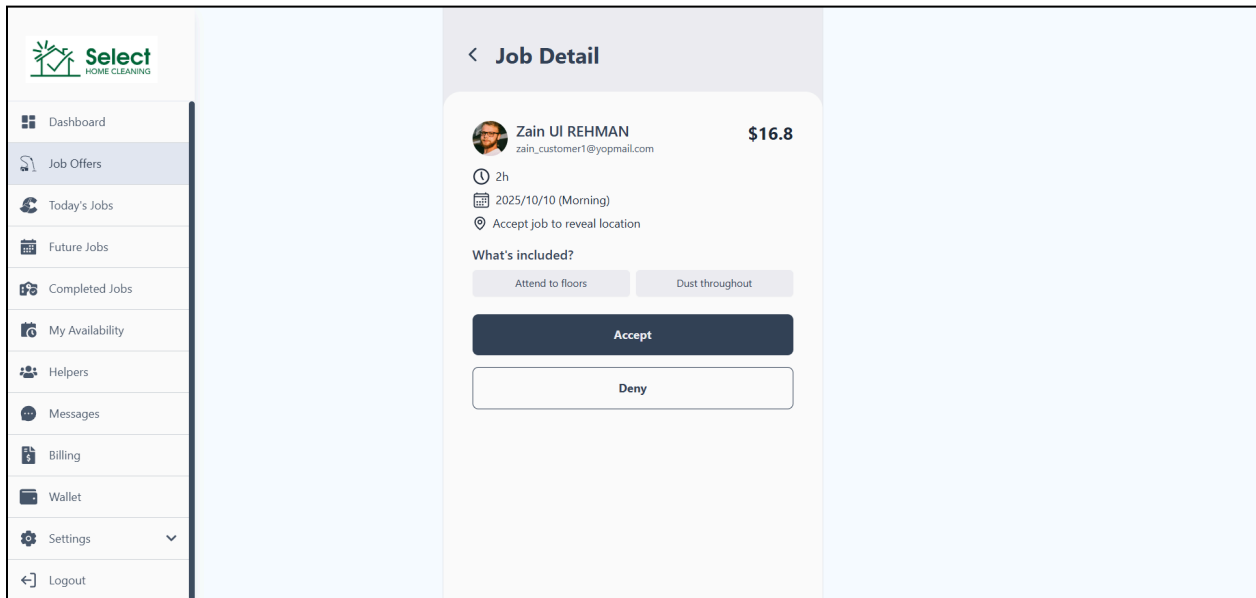 Select
HOME CLEANING
Dashboard
Job Offers
Today's Jobs
Future Jobs
Completed Jobs
My Availability
Helpers
Messages
Billing
Wallet
Settings
Logout
Job Detail
Zain Ul REHMAN
$16.8
zain_customer1@yopmail.com
2h
2025/10/10 (Morning)
Accept job to reveal location
What's included?
Attend to floors
Dust throughout
Accept
Deny